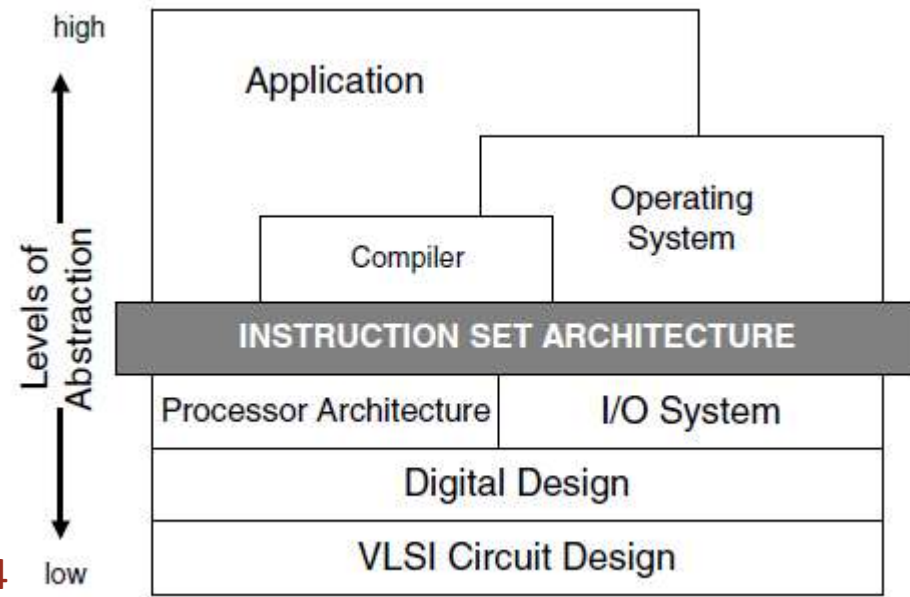 high
Application
Operating
System
Compiler
Levels of
Abstraction
INSTRUCTION SET ARCHITECTURE
Processor Architecture
I/O System
Digital Design
VLSI Circuit Design
4
low